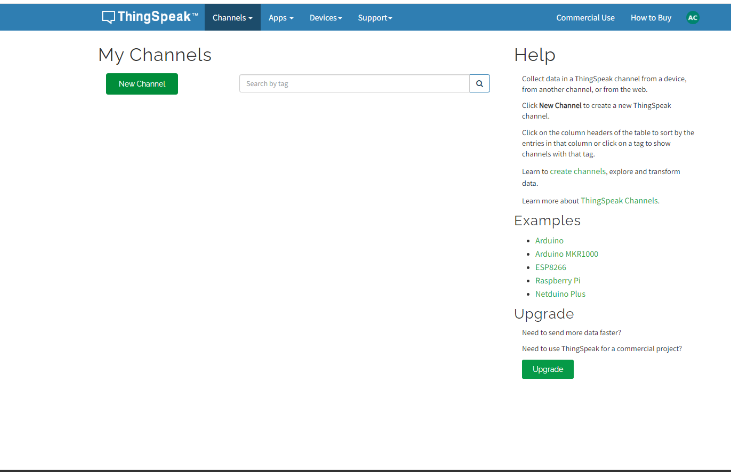 ThingSpeak™ Channels Apps Devices Support Commercial Use How to Buy AC
My Channels
New Channel
Search by tag
Help
Collect data in a ThingSpeak channel from a device,
from another channel, or from the web.
Click New Channel to create a new ThingSpeak
channel.
Click on the column headers of the table to sort by the
entries in that column or click on a tag to show
channels with that tag.
Learn to create channels, explore and transform
data.
Learn more about ThingSpeak Channels.
Examples
Arduino
Arduino MKR1000
ESP8266
Raspberry Pi
Netduino Plus
Upgrade
Need to send more data faster?
Need to use ThingSpeak for a commercial project?
Upgrade